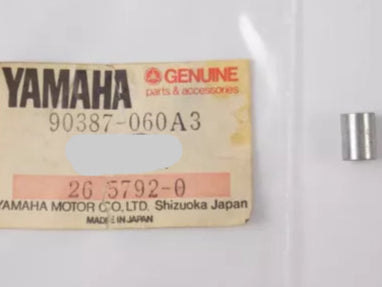 YAMAHA GENUINE
parts & accessories
90387-060A3
26 5792-0
YAMAHA MOTOR CO., LTD. Shizuoka Japan
MADE IN JAPAN